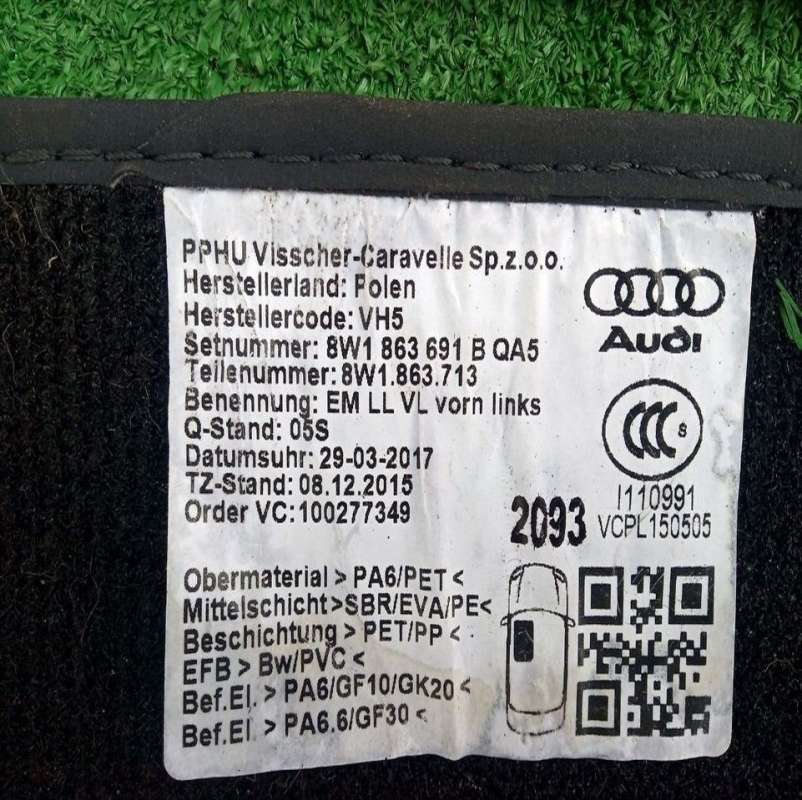 PPHU Visscher-Caravelle Sp.z.o.o.
Herstellerland: Polen
Herstellercode: VH5
Setnummer: 8W1 863 691 B QA5
Teilenummer: 8W1.863.713
Benennung: EM LL VL vorn links
Q-Stand: 05S
Datumsuhr: 29-03-2017
TZ-Stand: 08.12.2015
Order VC: 100277349
Audi
CCC S
I110991
VCPL150505
2093
Obermaterial > PA6/PET <
Mittelschicht>SBR/EVA/PE<
Beschichtung > PET/PP <
EFB > Bw/PVC <
Bef.El. > PA6/GF10/GK20 <
Bef.El. > PA6.6/GF30 <